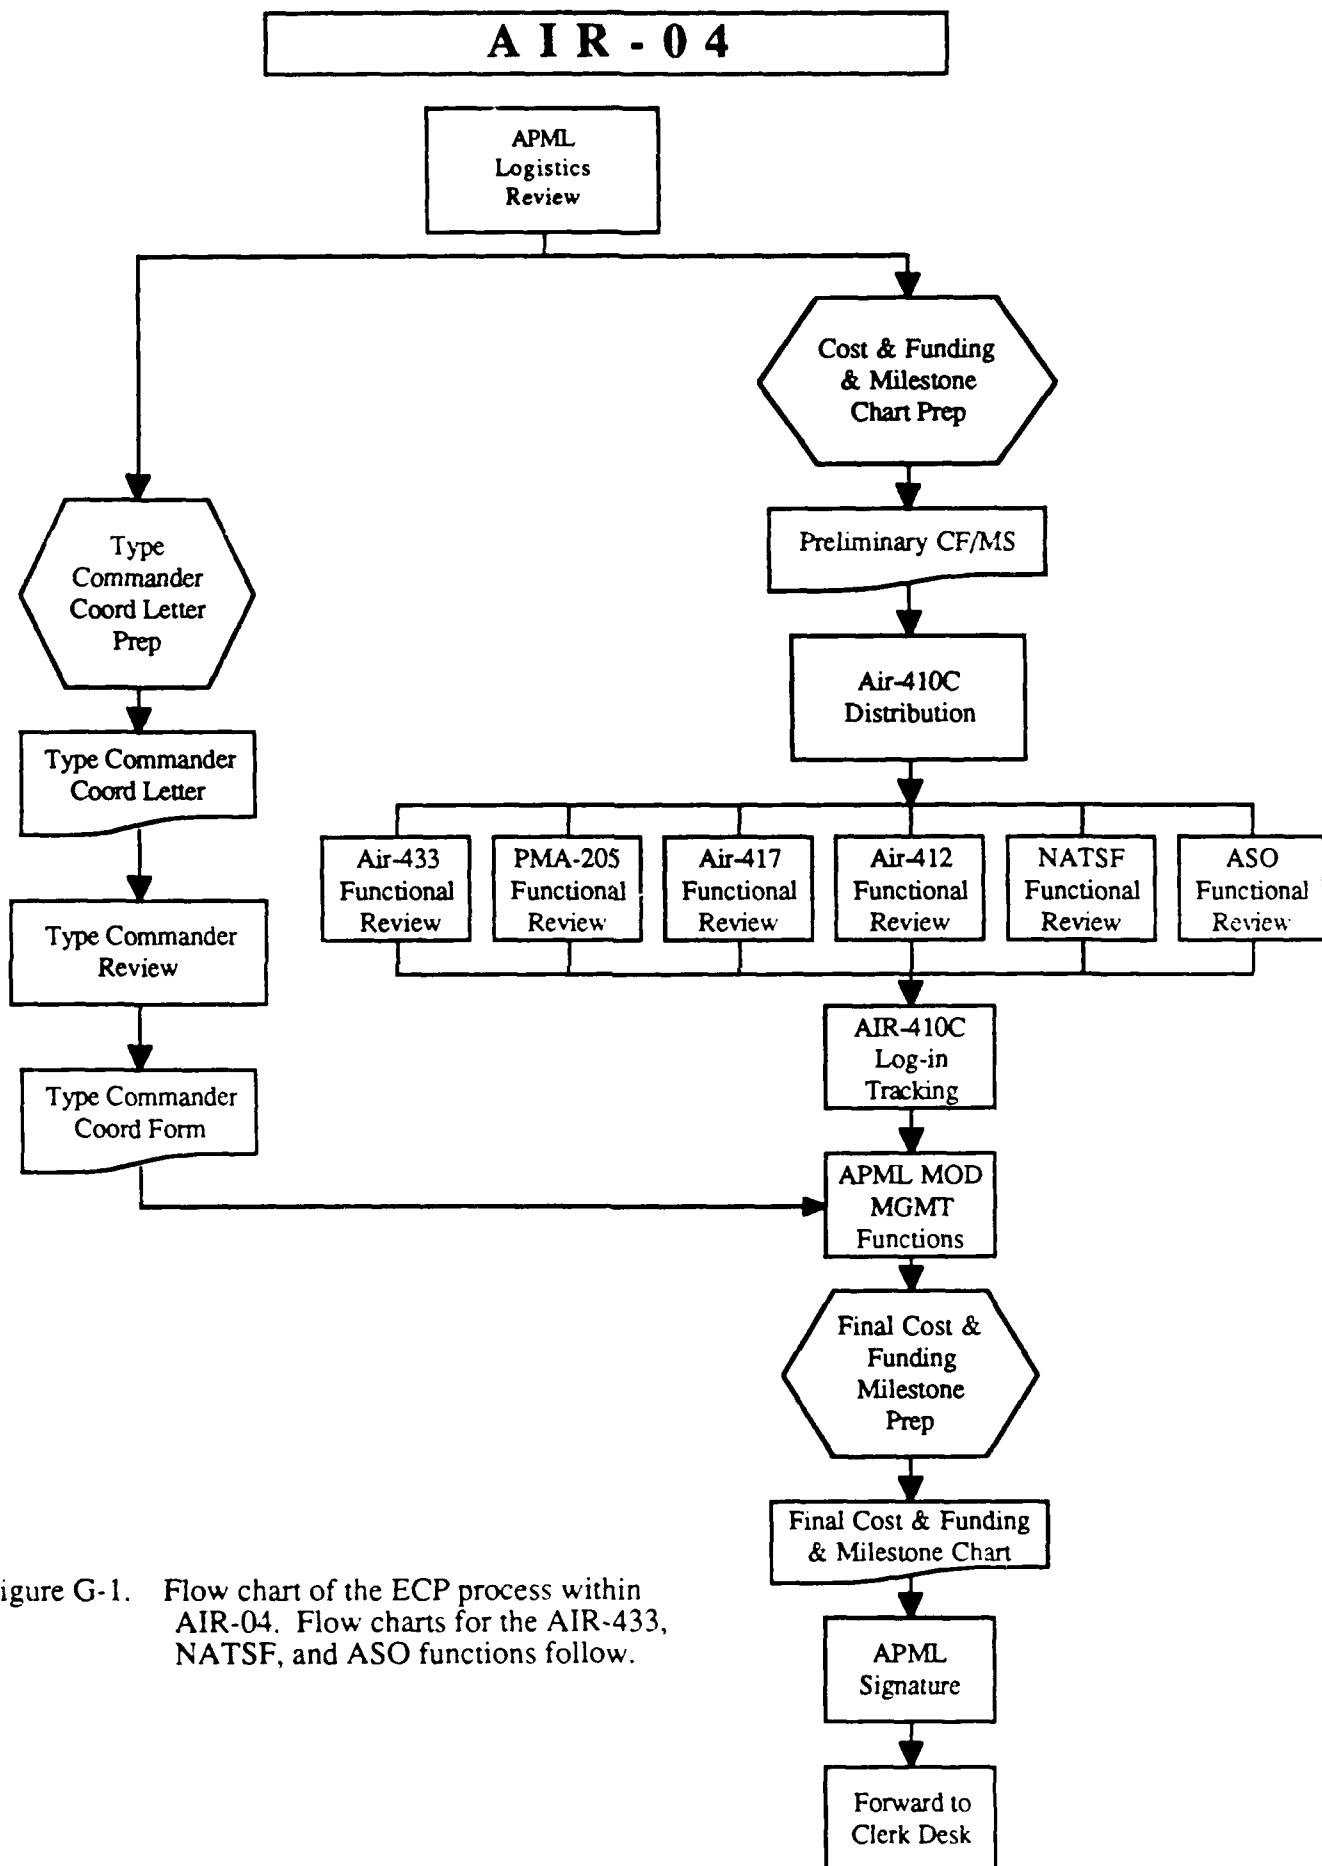 AIR-04
APML
Logistics
Review
Cost & Funding
& Milestone
Chart Prep
Type
Commander
Coord Letter
Prep
Preliminary CF/MS
Air-410C
Distribution
Type Commander
Coord Letter
Air-433
Functional
Review
PMA-205
Functional
Review
Air-417
Functional
Review
Air-412
Functional
Review
NATSF
Functional
Review
ASO
Functional
Review
Type Commander
Review
AIR-410C
Log-in
Tracking
Type Commander
Coord Form
APML MOD
MGMT
Functions
Final Cost &
Funding
Milestone
Prep
Final Cost & Funding
& Milestone Chart
igure G-1. Flow chart of the ECP process within
AIR-04. Flow charts for the AIR-433,
NATSF, and ASO functions follow.
APML
Signature
Forward to
Clerk Desk